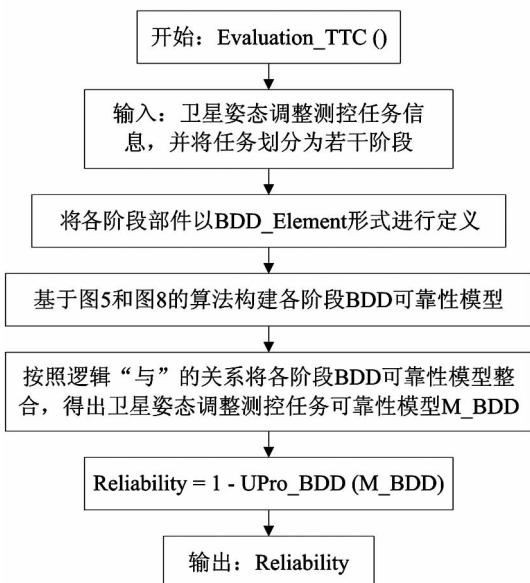 开始：Evaluation_TTC ()
输入：卫星姿态调整测控任务信
息，并将任务划分为若干阶段
将各阶段部件以BDD_Element形式进行定义
基于图5和图8的算法构建各阶段BDD可靠性模型
按照逻辑“与”的关系将各阶段BDD可靠性模型整
合，得出卫星姿态调整测控任务可靠性模型M_BDD
Reliability = 1 - UPro_BDD (M_BDD)
输出：Reliability